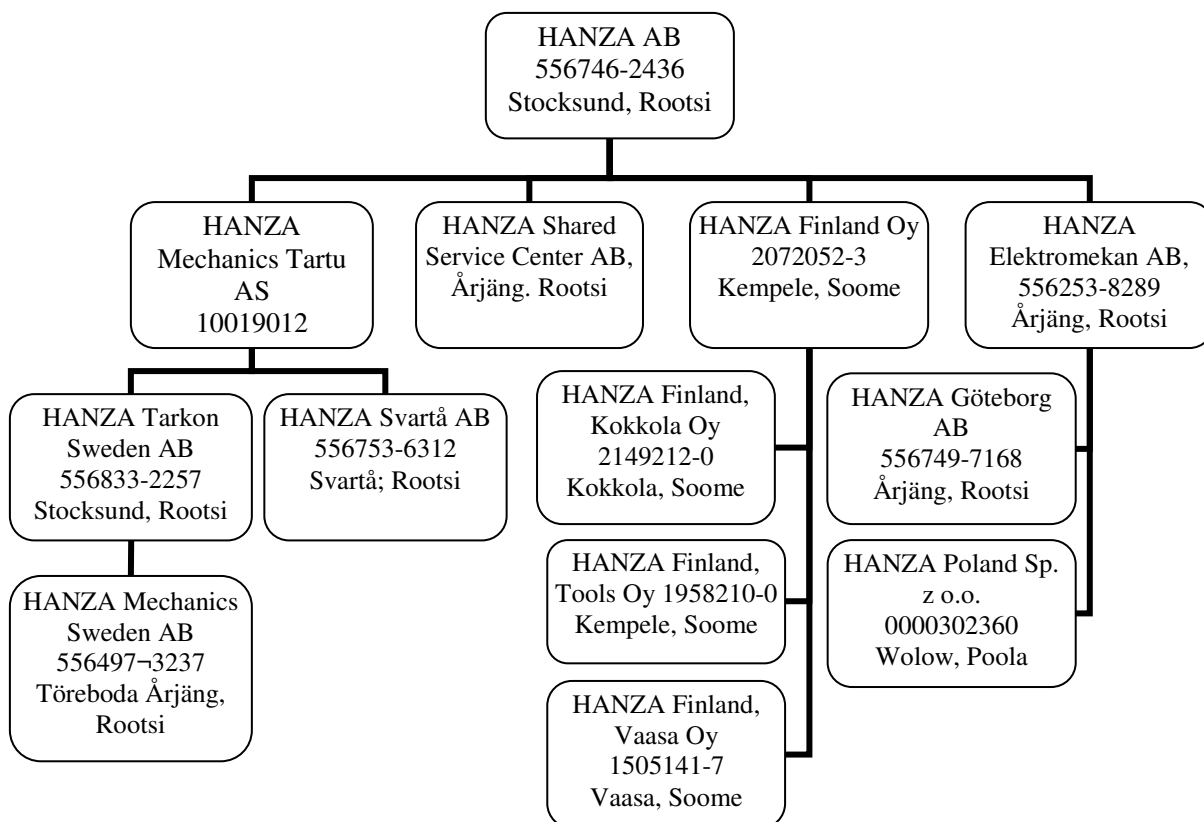 HANZA AB
556746-2436
Stocksund, Rootsi
HANZA
Mechanics Tartu
AS
10019012
HANZA Shared
Service Center AB,
Årjäng. Rootsi
HANZA Finland Oy
2072052-3
Kempele, Soome
HANZA
Elektromekan AB,
556253-8289
Årjäng, Rootsi
HANZA Tarkon
Sweden AB
556833-2257
Stocksund, Rootsi
HANZA Svartå AB
556753-6312
Svartå; Rootsi
HANZA Finland,
Kokkola Oy
2149212-0
Kokkola, Soome
HANZA Göteborg
AB
556749-7168
Årjäng, Rootsi
HANZA Mechanics
Sweden AB
556497¬3237
Töreboda Årjäng,
Rootsi
HANZA Finland,
Tools Oy 1958210-0
Kempele, Soome
HANZA Poland Sp.
z o.o.
0000302360
Wolow, Poola
HANZA Finland,
Vaasa Oy
1505141-7
Vaasa, Soome